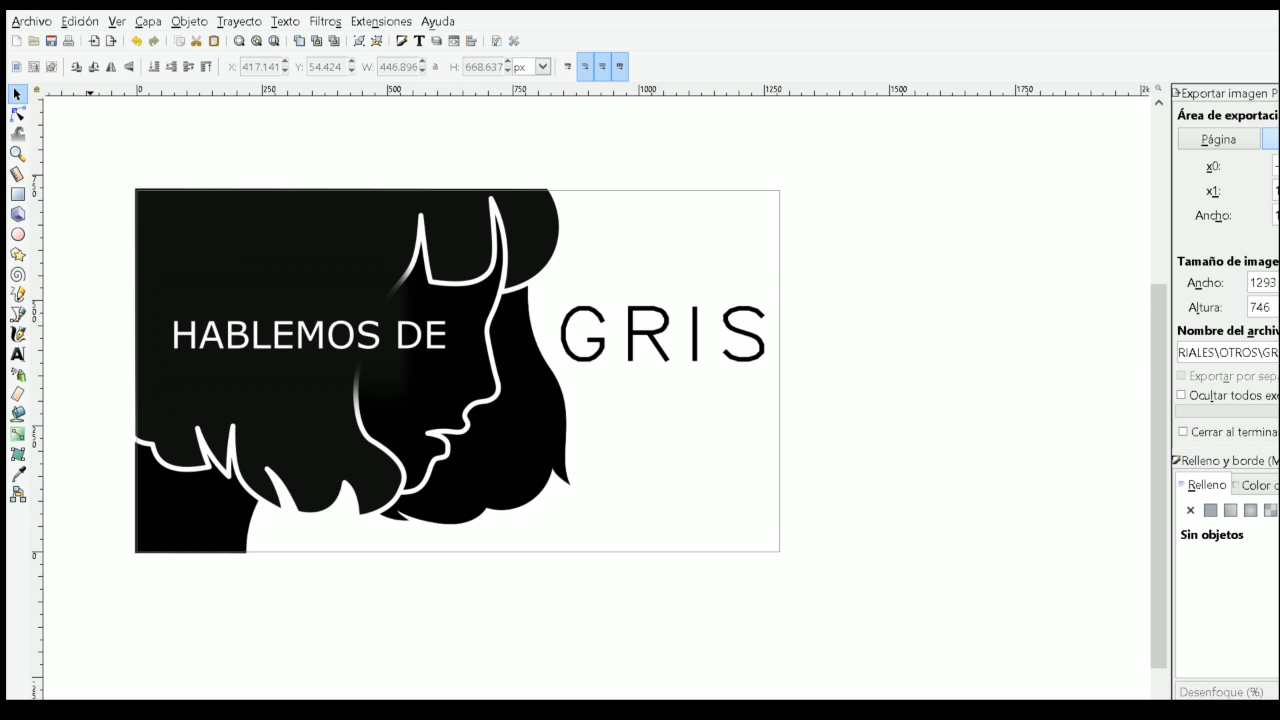 Archivo Edición Ver Capa Objeto Trayecto Texto Filtros Extensiones Ayuda
X: 417.141 Y: 54.424 W: 446.896 H: 668.637 px
0 250 500 750 1000 1250 1500 1750
Exportar imagen P
Área de exportaci
Página
x0:
x1:
Ancho:
Tamaño de image
Ancho: 1293
Altura: 746
Nombre del archiv
RIALES\OTROS\GR
Exportar por sep
Ocultar todos ex
Cerrar al termina
Relleno y borde (M
Relleno Color
Sin objetos
Desenfoque (%)
HABLEMOS DE
GRIS